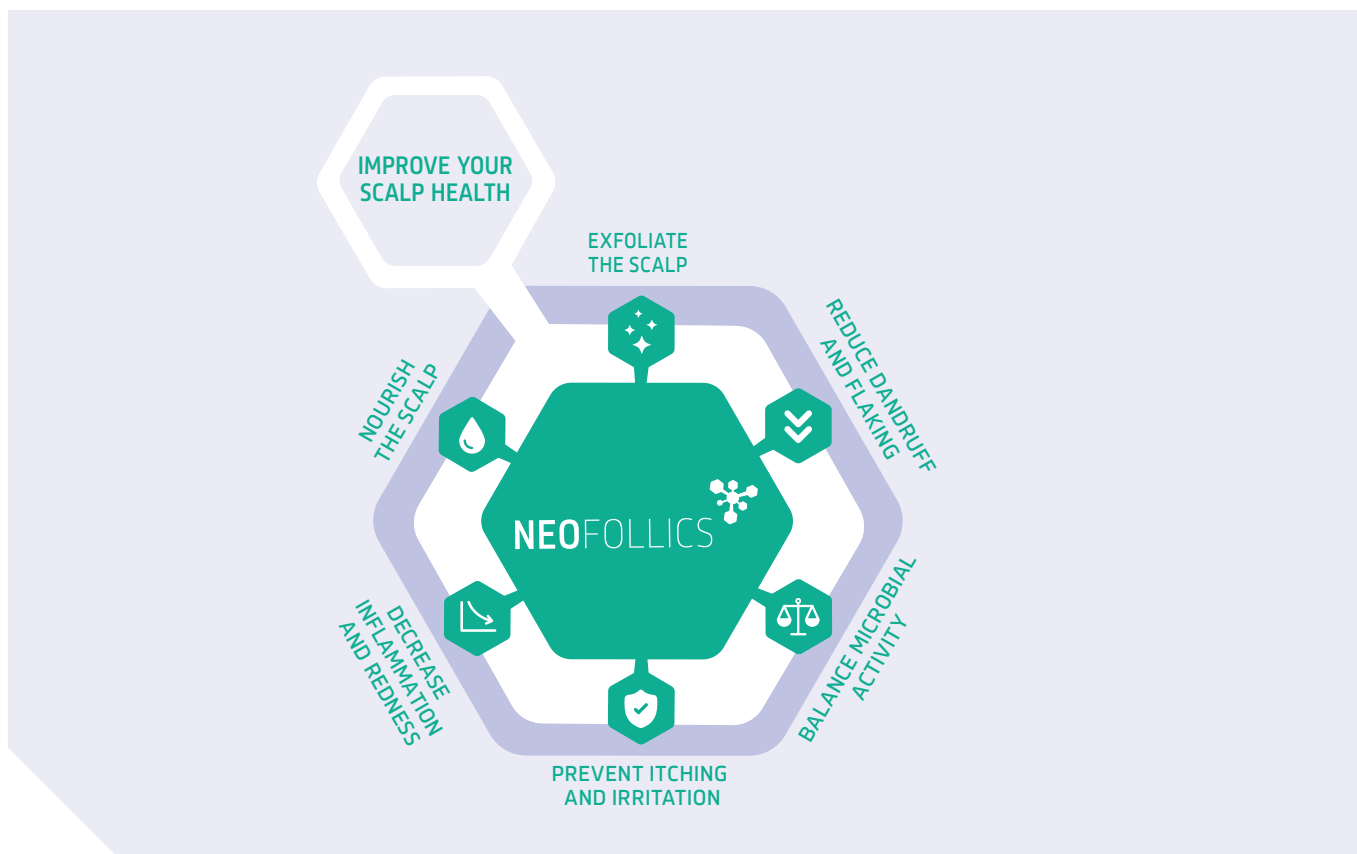 IMPROVE YOUR
SCALP HEALTH
EXFOLIATE
THE SCALP
REDUCE DANDRUFF
AND FLAKING
NOURISH
THE SCALP
NEOFOLLICS
BALANCE MICROBIAL
ACTIVITY
DECREASE
INFLAMMATION
AND REDNESS
PREVENT ITCHING
AND IRRITATION